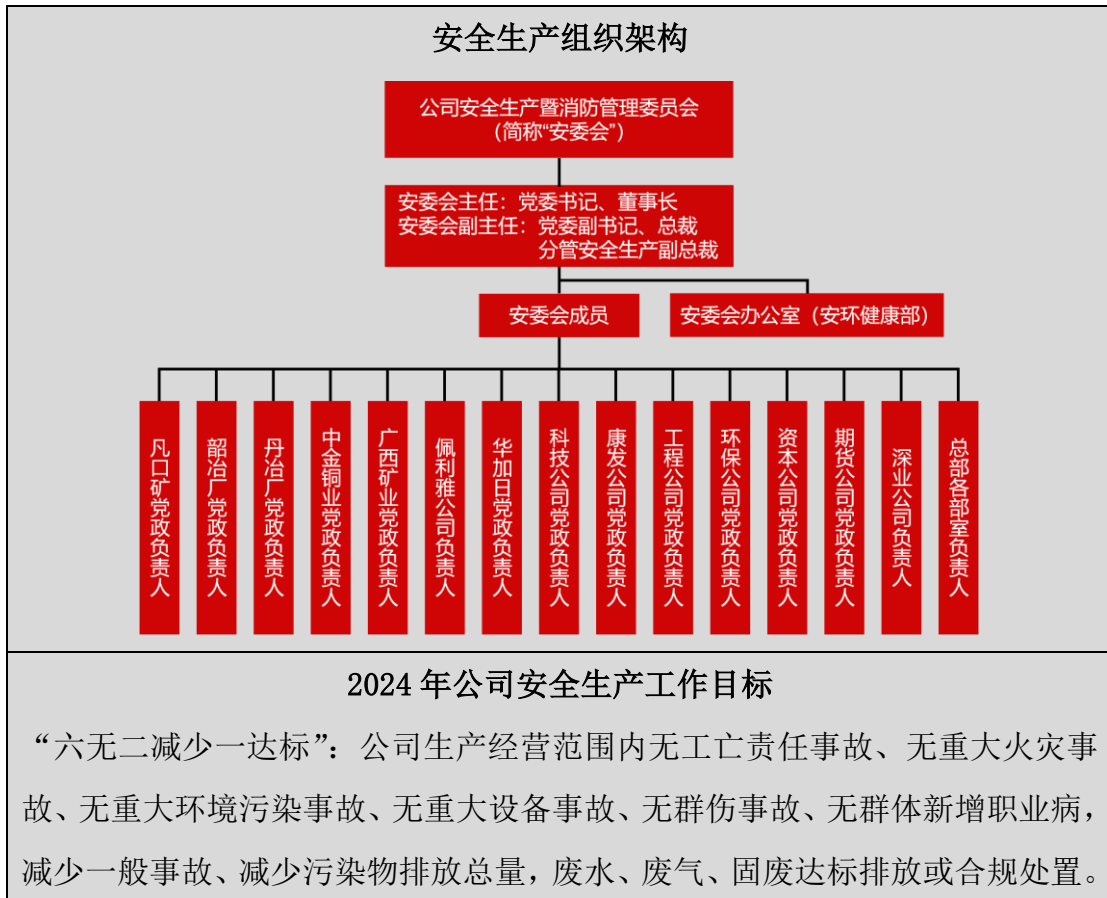 安全生产组织架构
公司安全生产暨消防管理委员会
(简称“安委会”)
安委会主任：党委书记、董事长
安委会副主任：党委副书记、总裁
分管安全生产副总裁
安委会成员
安委会办公室（安环健康部）
凡口矿党政负责人
韶冶厂党政负责人
丹冶厂党政负责人
中金铜业党政负责人
广西矿业党政负责人
佩利雅公司负责人
华加日党政负责人
科技公司党政负责人
康发公司党政负责人
工程公司党政负责人
环保公司党政负责人
资本公司党政负责人
期货公司党政负责人
深业公司负责人
总部各部室负责人
2024 年公司安全生产工作目标
“六无二减少一达标”：公司生产经营范围内无工亡责任事故、无重大火灾事
故、无重大环境污染事故、无重大设备事故、无群伤事故、无群体新增职业病，
减少一般事故、减少污染物排放总量，废水、废气、固废达标排放或合规处置。